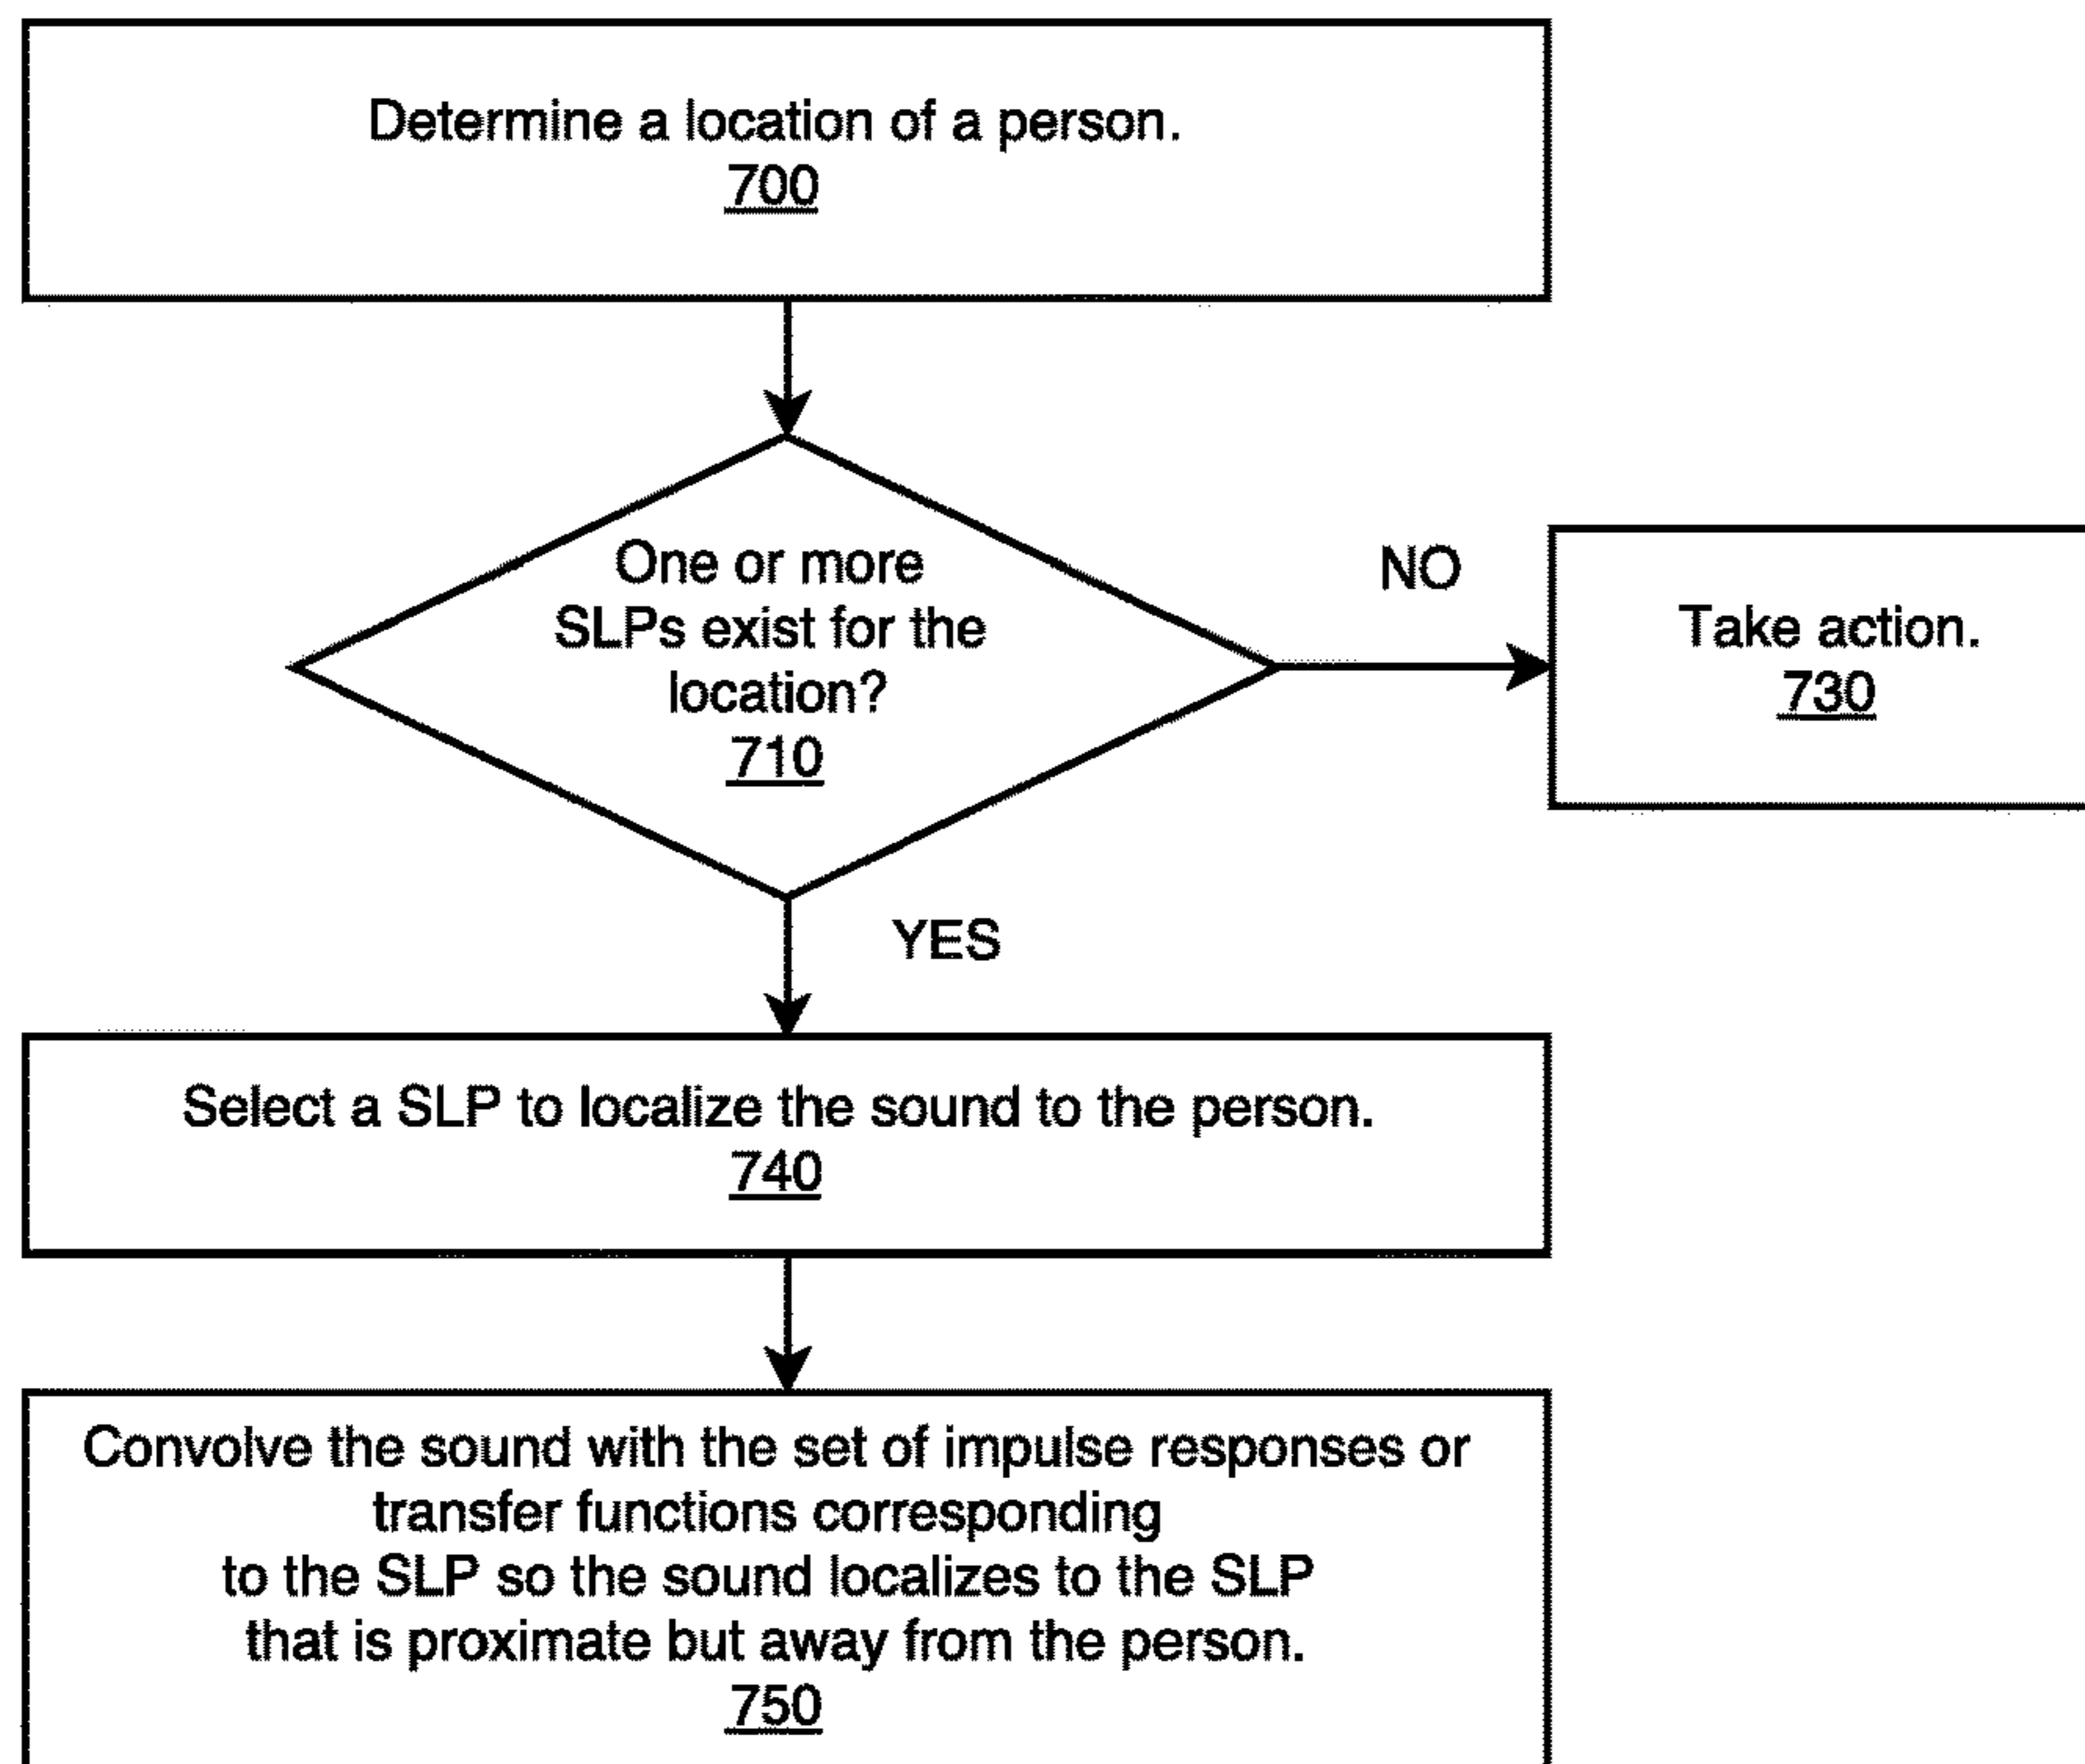 Determine a location of a person.
700
One or more
SLPs exist for the
location?
710
NO
Take action.
730
YES
Select a SLP to localize the sound to the person.
740
Convolve the sound with the set of impulse responses or
transfer functions corresponding
to the SLP so the sound localizes to the SLP
that is proximate but away from the person.
750